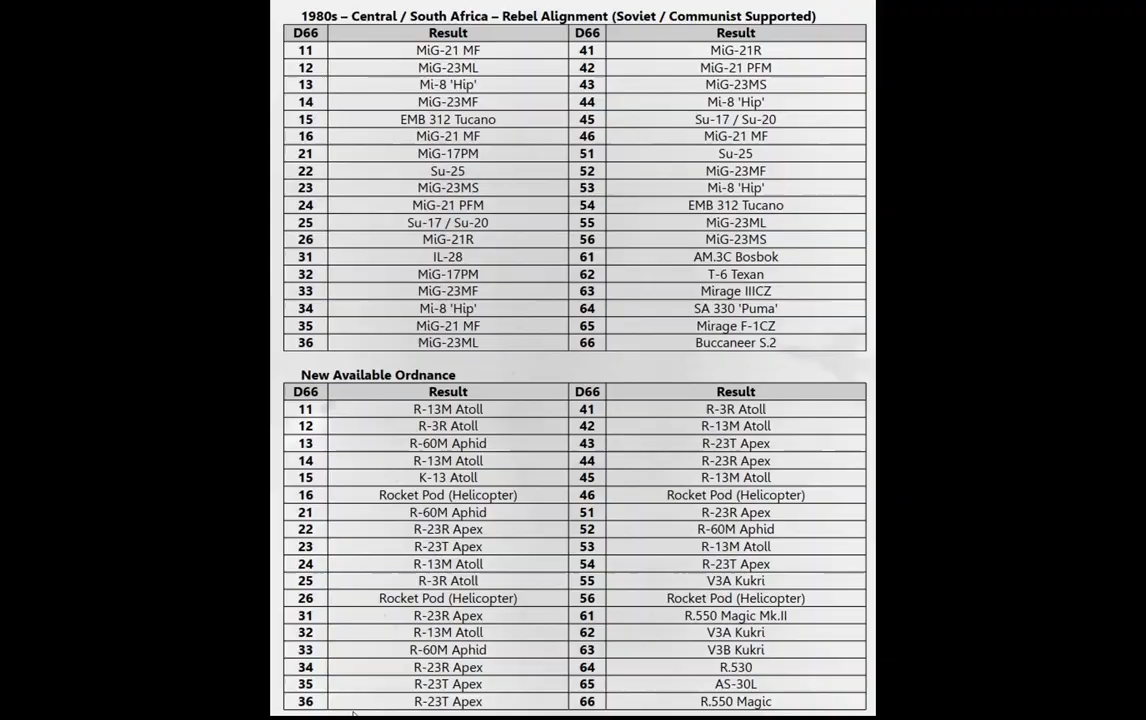 1980s – Central / South Africa – Rebel Alignment (Soviet / Communist Supported)
D66 Result D66 Result
11 MiG-21 MF 41 MiG-21R
12 MiG-23ML 42 MiG-21 PFM
13 Mi-8 'Hip' 43 MiG-23MS
14 MiG-23MF 44 Mi-8 'Hip'
15 EMB 312 Tucano 45 Su-17 / Su-20
16 MiG-21 MF 46 MiG-21 MF
21 MiG-17PM 51 Su-25
22 Su-25 52 MiG-23MF
23 MiG-23MS 53 Mi-8 'Hip'
24 MiG-21 PFM 54 EMB 312 Tucano
25 Su-17 / Su-20 55 MiG-23ML
26 MiG-21R 56 MiG-23MS
31 IL-28 61 AM.3C Bosbok
32 MiG-17PM 62 T-6 Texan
33 MiG-23MF 63 Mirage IIICZ
34 Mi-8 'Hip' 64 SA 330 'Puma'
35 MiG-21 MF 65 Mirage F-1CZ
36 MiG-23ML 66 Buccaneer S.2
New Available Ordnance
D66 Result D66 Result
11 R-13M Atoll 41 R-3R Atoll
12 R-3R Atoll 42 R-13M Atoll
13 R-60M Aphid 43 R-23T Apex
14 R-13M Atoll 44 R-23R Apex
15 K-13 Atoll 45 R-13M Atoll
16 Rocket Pod (Helicopter) 46 Rocket Pod (Helicopter)
21 R-60M Aphid 51 R-23R Apex
22 R-23R Apex 52 R-60M Aphid
23 R-23T Apex 53 R-13M Atoll
24 R-13M Atoll 54 R-23T Apex
25 R-3R Atoll 55 V3A Kukri
26 Rocket Pod (Helicopter) 56 Rocket Pod (Helicopter)
31 R-23R Apex 61 R.550 Magic Mk.II
32 R-13M Atoll 62 V3A Kukri
33 R-60M Aphid 63 V3B Kukri
34 R-23R Apex 64 R.530
35 R-23T Apex 65 AS-30L
36 R-23T Apex 66 R.550 Magic